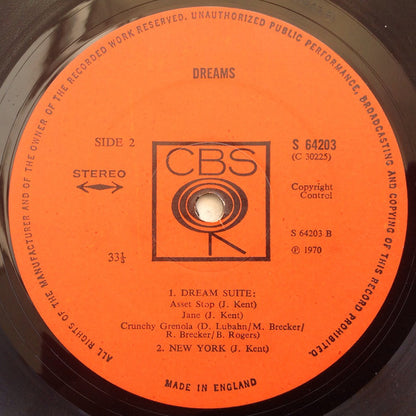 ALL RIGHTS OF THE MANUFACTURER AND OF THE OWNER OF THE RECORDED WORK RESERVED. UNAUTHORIZED PUBLIC PERFORMANCE, BROADCASTING AND COPYING OF THIS RECORD PROHIBITED.
DREAMS
SIDE 2
S 64203
(C 30225)
CBS
STEREO
Copyright
Control
S 64203 B
33⅓
℗ 1970
1. DREAM SUITE:
Asset Stop (J. Kent)
Jane (J. Kent)
Crunchy Grenola (D. Lubahn/M. Brecker/
R. Brecker/B. Rogers)
2. NEW YORK (J. Kent)
MADE IN ENGLAND